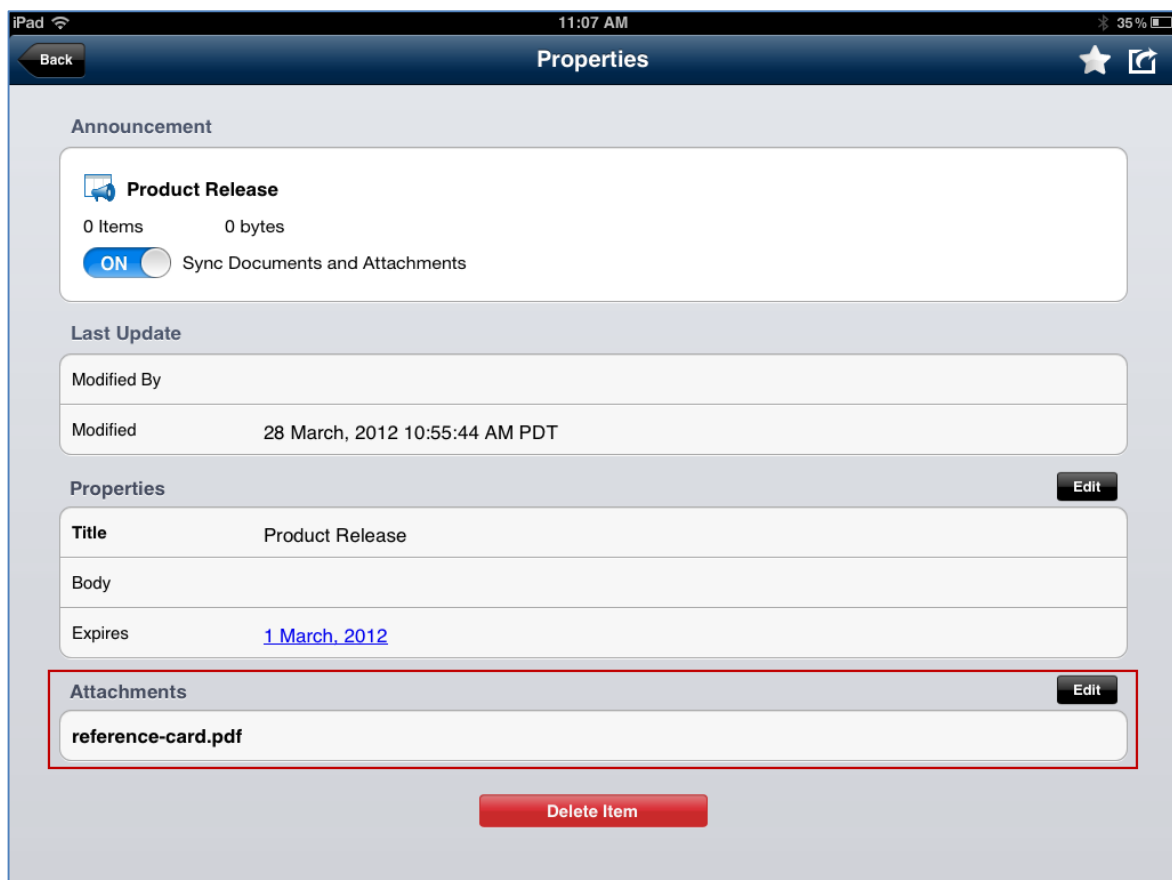 iPad 11:07 AM 35%
Back Properties
Announcement
Product Release
0 Items 0 bytes
ON Sync Documents and Attachments
Last Update
Modified By
Modified 28 March, 2012 10:55:44 AM PDT
Properties Edit
Title Product Release
Body
Expires 1 March, 2012
Attachments Edit
reference-card.pdf
Delete Item